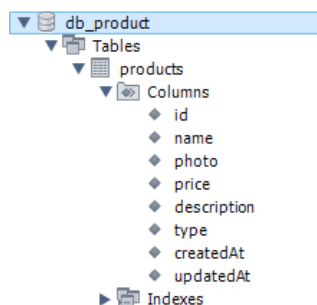 db_product
Tables
products
Columns
id
name
photo
price
description
type
createdAt
updatedAt
Indexes